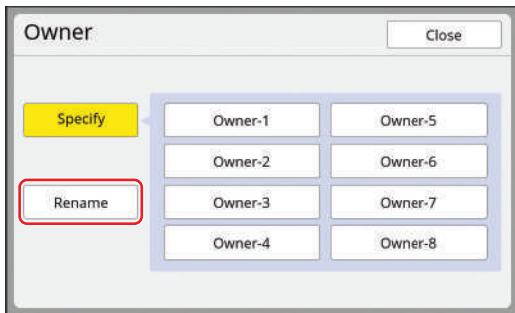 Owner
Close
Specify
Owner-1
Owner-5
Owner-2
Owner-6
Rename
Owner-3
Owner-7
Owner-4
Owner-8